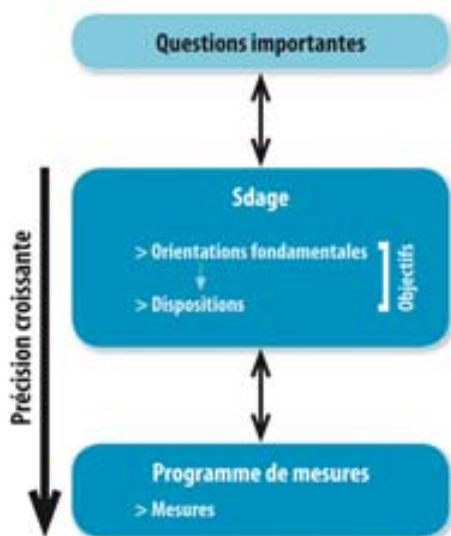 Questions importantes
Sdage
> Orientations fondamentales
> Dispositions
Objectifs
Précision croissante
Programme de mesures
> Mesures